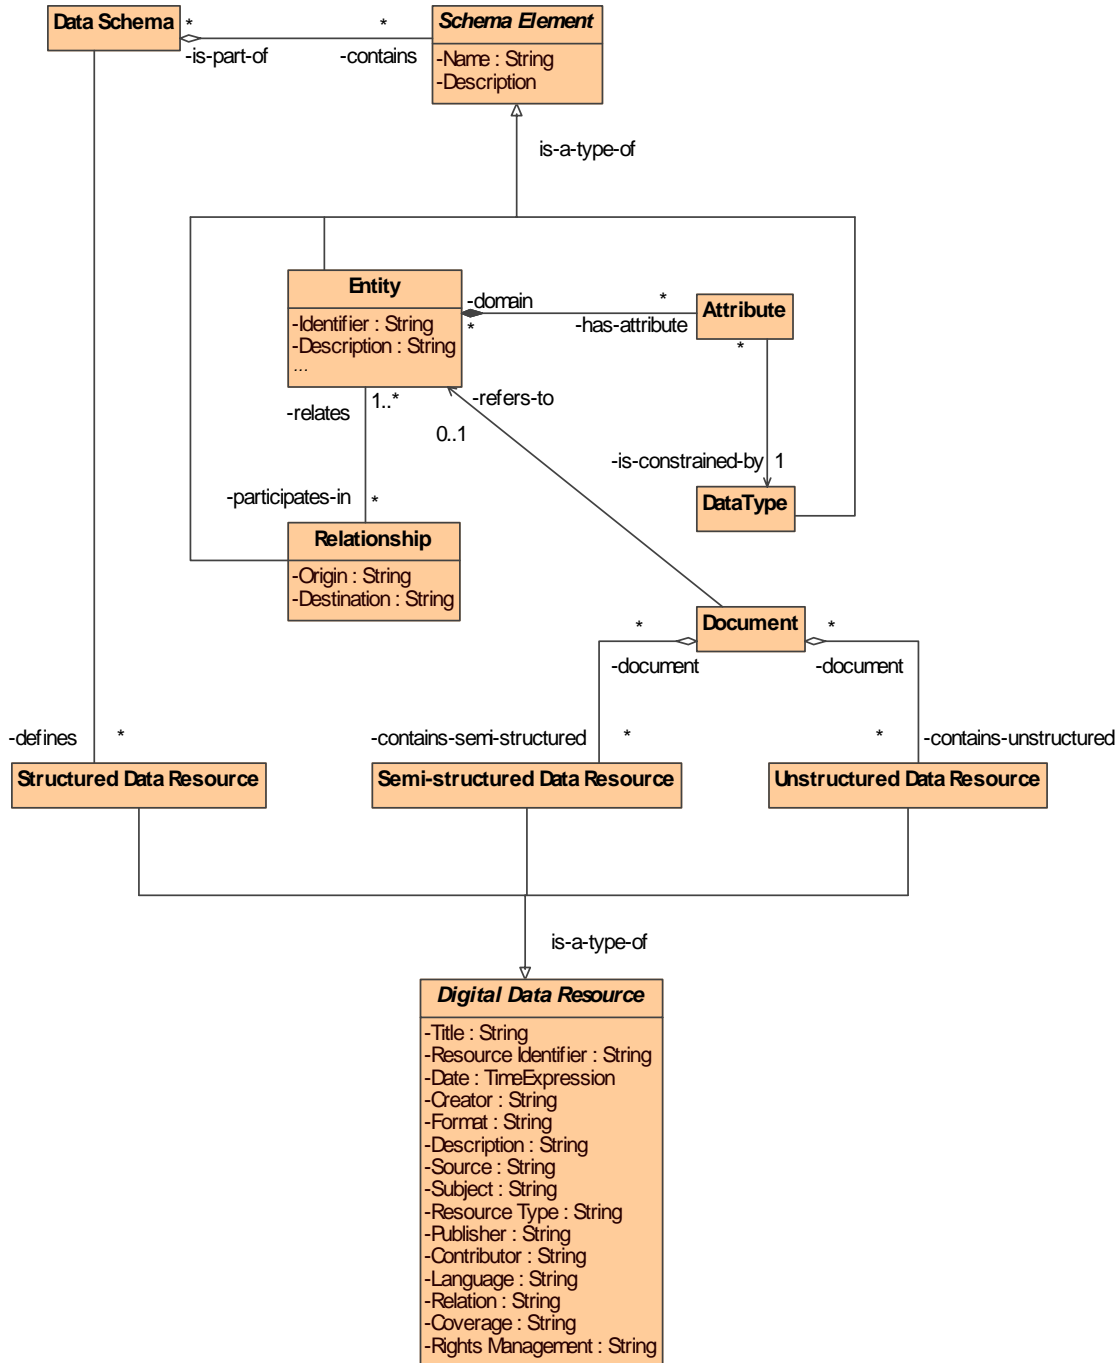 Data Schema
*
-is-part-of
*
-contains
Schema Element
-Name : String
-Description
is-a-type-of
Entity
-Identifier : String
-Description : String
...
-domain
*
*
-has-attribute
Attribute
*
-is-constrained-by
1
DataType
-relates
1..*
-refers-to
0..1
-participates-in
*
Relationship
-Origin : String
-Destination : String
Document
*
-document
*
-document
-defines
*
-contains-semi-structured
*
*
-contains-unstructured
Structured Data Resource
Semi-structured Data Resource
Unstructured Data Resource
is-a-type-of
Digital Data Resource
-Title : String
-Resource Identifier : String
-Date : TimeExpression
-Creator : String
-Format : String
-Description : String
-Source : String
-Subject : String
-Resource Type : String
-Publisher : String
-Contributor : String
-Language : String
-Relation : String
-Coverage : String
-Rights Management : String